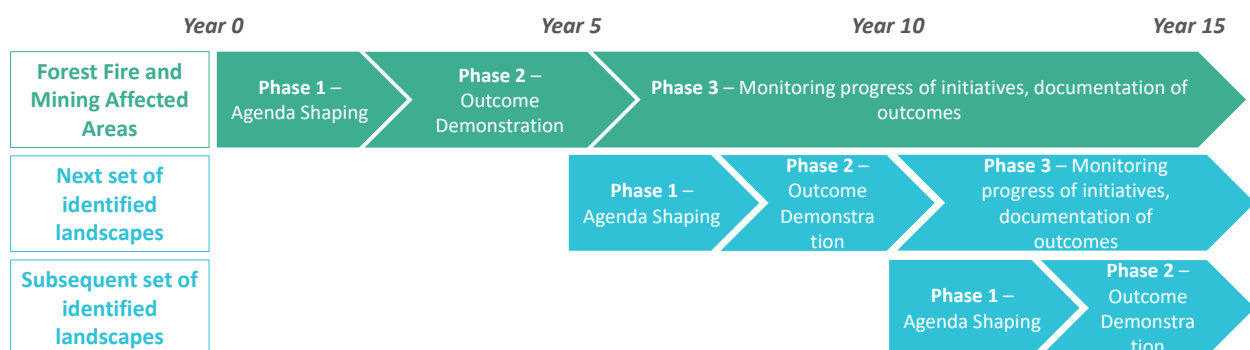 Year 0 Year 5 Year 10 Year 15
Forest Fire and
Mining Affected
Areas
Phase 1 –
Agenda Shaping
Phase 2 –
Outcome
Demonstration
Phase 3 – Monitoring progress of initiatives, documentation of
outcomes
Next set of
identified
landscapes
Phase 1 –
Agenda Shaping
Phase 2 –
Outcome
Demonstra
tion
Phase 3 – Monitoring
progress of initiatives,
documentation of
outcomes
Subsequent set of
identified
landscapes
Phase 1 –
Agenda Shaping
Phase 2 –
Outcome
Demonstra
tion